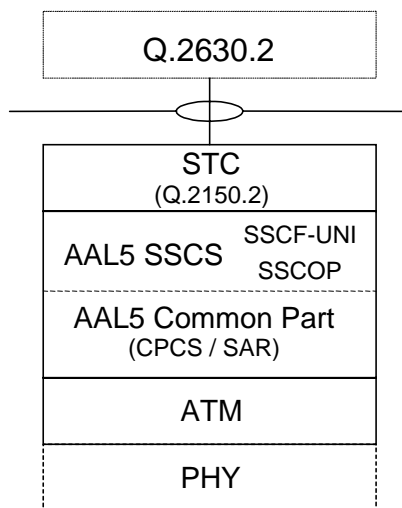 Q.2630.2
STC
(Q.2150.2)
AAL5 SSCS
SSCF-UNI
SSCOP
AAL5 Common Part
(CPCS / SAR)
ATM
PHY